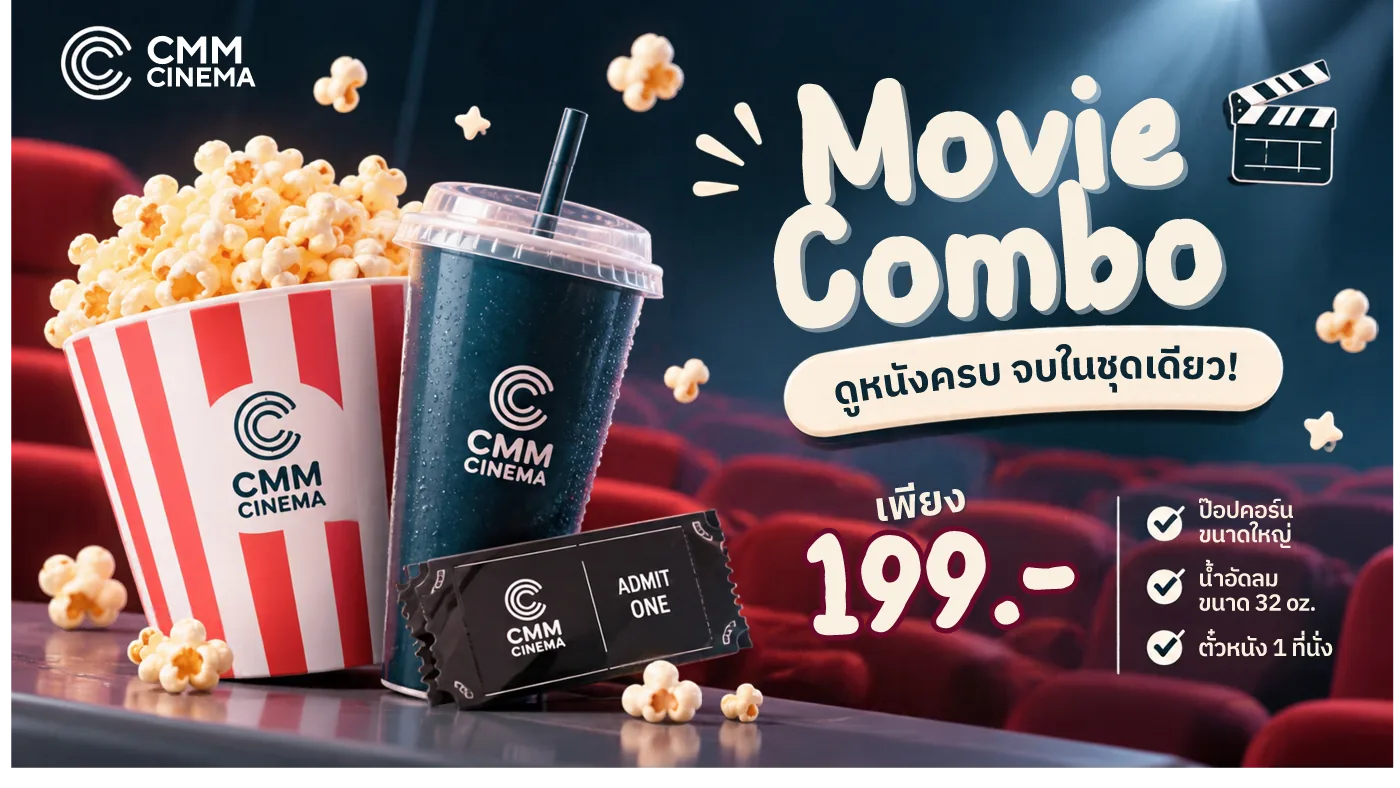 CMM
CINEMA
Movie
Combo
ดูหนังครบ จบในชุดเดียว!
เพียง
199.-
ป๊อปคอร์น
ขนาดใหญ่
น้ำอัดลม
ขนาด 32 oz.
ตั๋วหนัง 1 ที่นั่ง
CMM
CINEMA
CMM
CINEMA
CMM
CINEMA
ADMIT
ONE